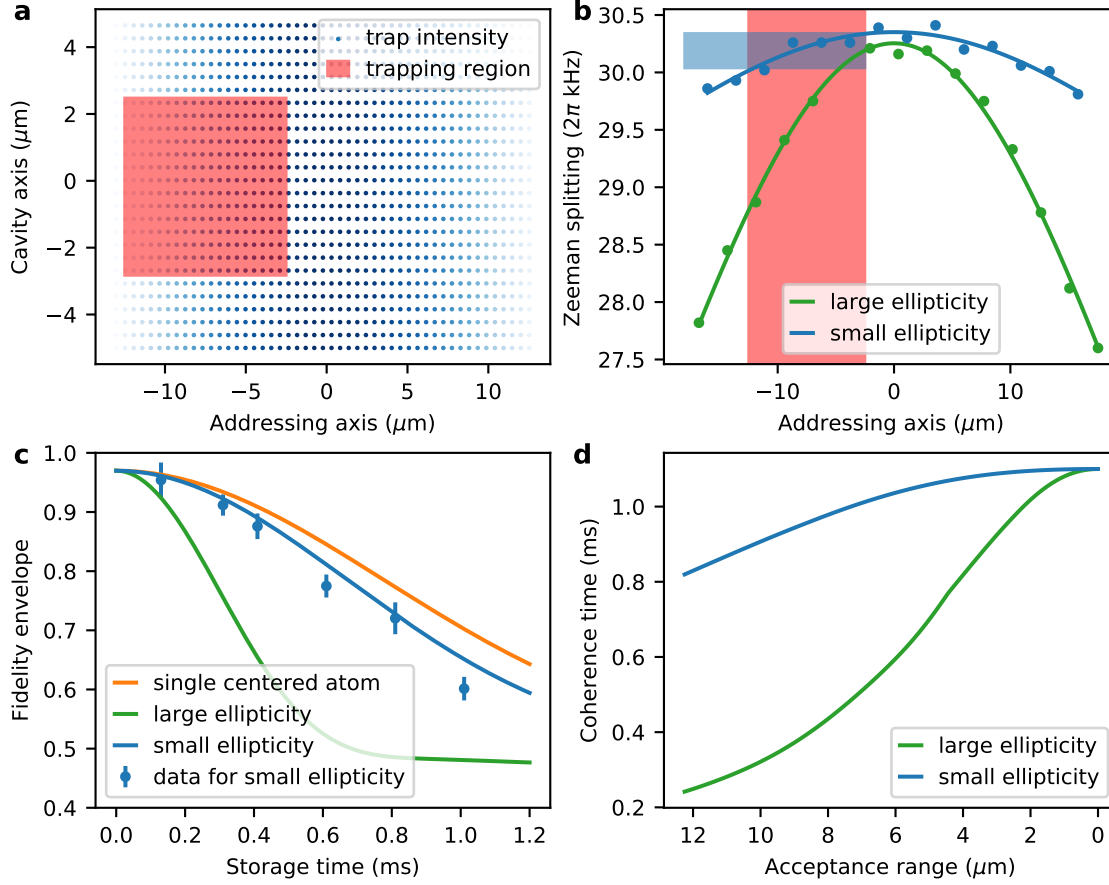 a
4
2
0
−2
−4
Cavity axis (μm)
trap intensity
trapping region
−10
−5
0
5
10
Addressing axis (μm)
b
30.5
30.0
29.5
29.0
28.5
28.0
27.5
Zeeman splitting (2π kHz)
large ellipticity
small ellipticity
−10
0
10
Addressing axis (μm)
c
1.0
0.9
0.8
0.7
0.6
0.5
0.4
Fidelity envelope
single centered atom
large ellipticity
small ellipticity
data for small ellipticity
0.0
0.2
0.4
0.6
0.8
1.0
1.2
Storage time (ms)
d
1.0
0.8
0.6
0.4
0.2
Coherence time (ms)
large ellipticity
small ellipticity
12
10
8
6
4
2
0
Acceptance range (μm)